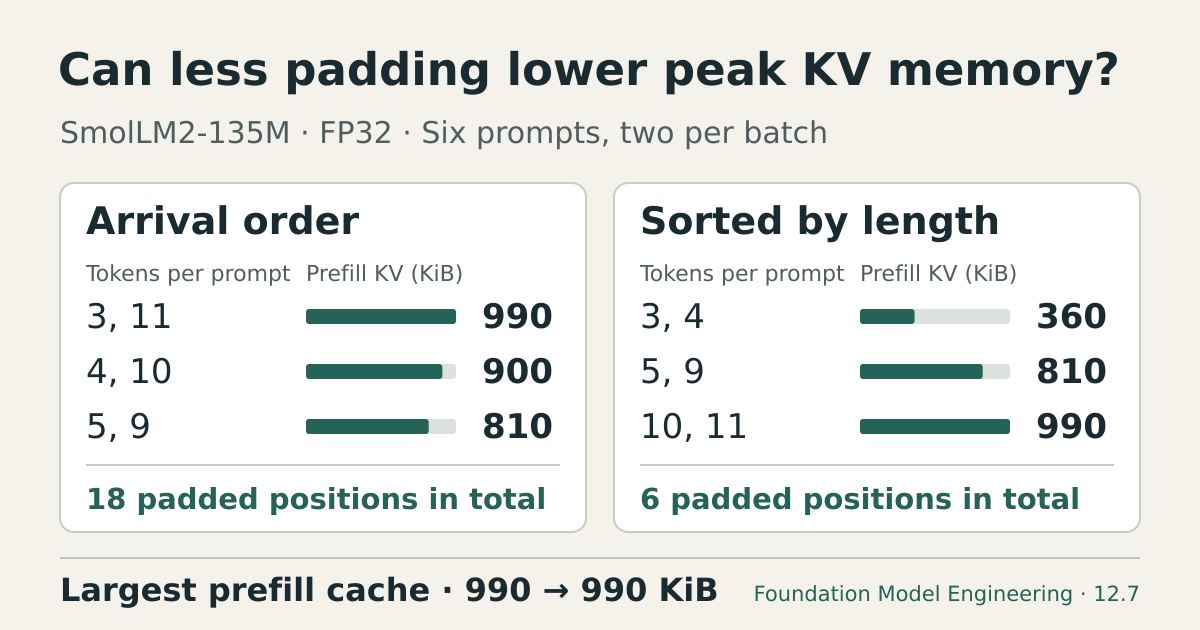 Can less padding lower peak KV memory?
SmolLM2-135M · FP32 · Six prompts, two per batch
Arrival order
Tokens per prompt Prefill KV (KiB)
3, 11 990
4, 10 900
5, 9 810
18 padded positions in total
Sorted by length
Tokens per prompt Prefill KV (KiB)
3, 4 360
5, 9 810
10, 11 990
6 padded positions in total
Largest prefill cache · 990 → 990 KiB
Foundation Model Engineering · 12.7